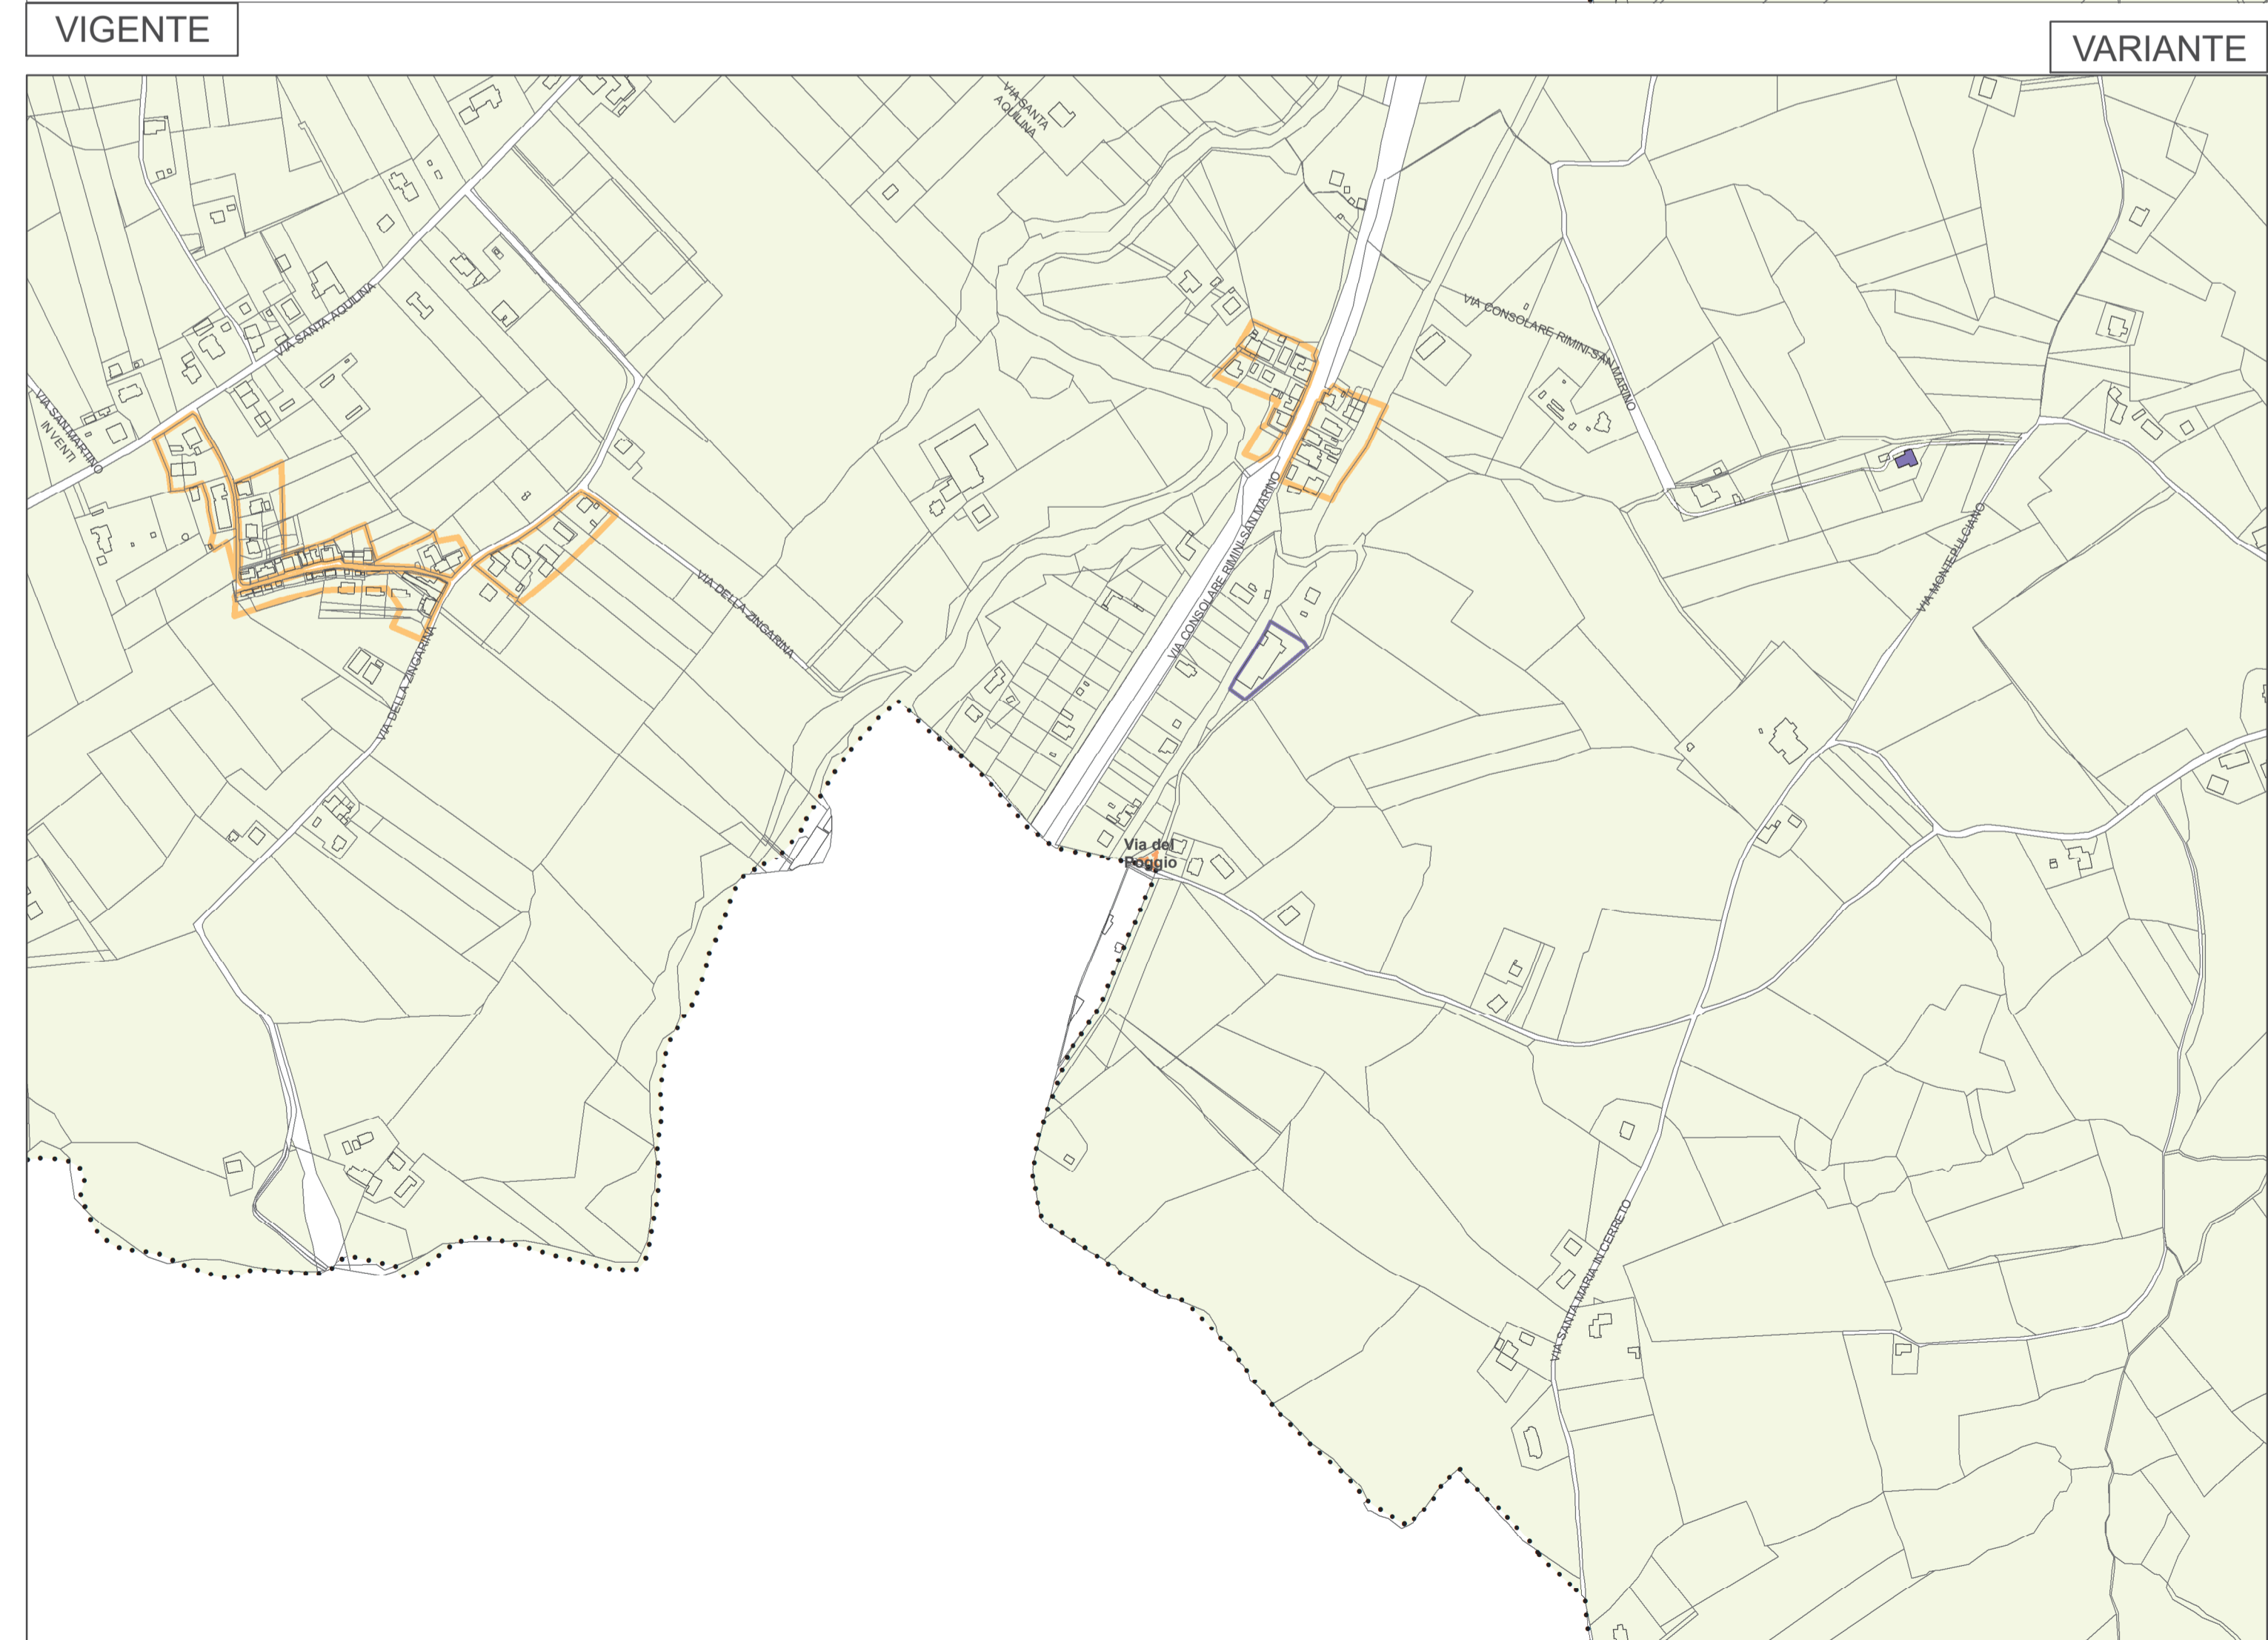 VIGENTE
VARIANTE
VIA SANTA
AQUILINA
VIA SANTA AQUILINA
VIA CONSOLARE RIMINI-SAN MARINO
VIA SAN MARTINO
IN VENTI
VIA CONSOLARE RIMINI-SAN MARINO
VIA MONTEPULCIANO
VIA DELLA ZINGARINA
VIA DELLA ZINGARINA
Via del
Poggio
VIA SANTA MARIA IN CERRETO